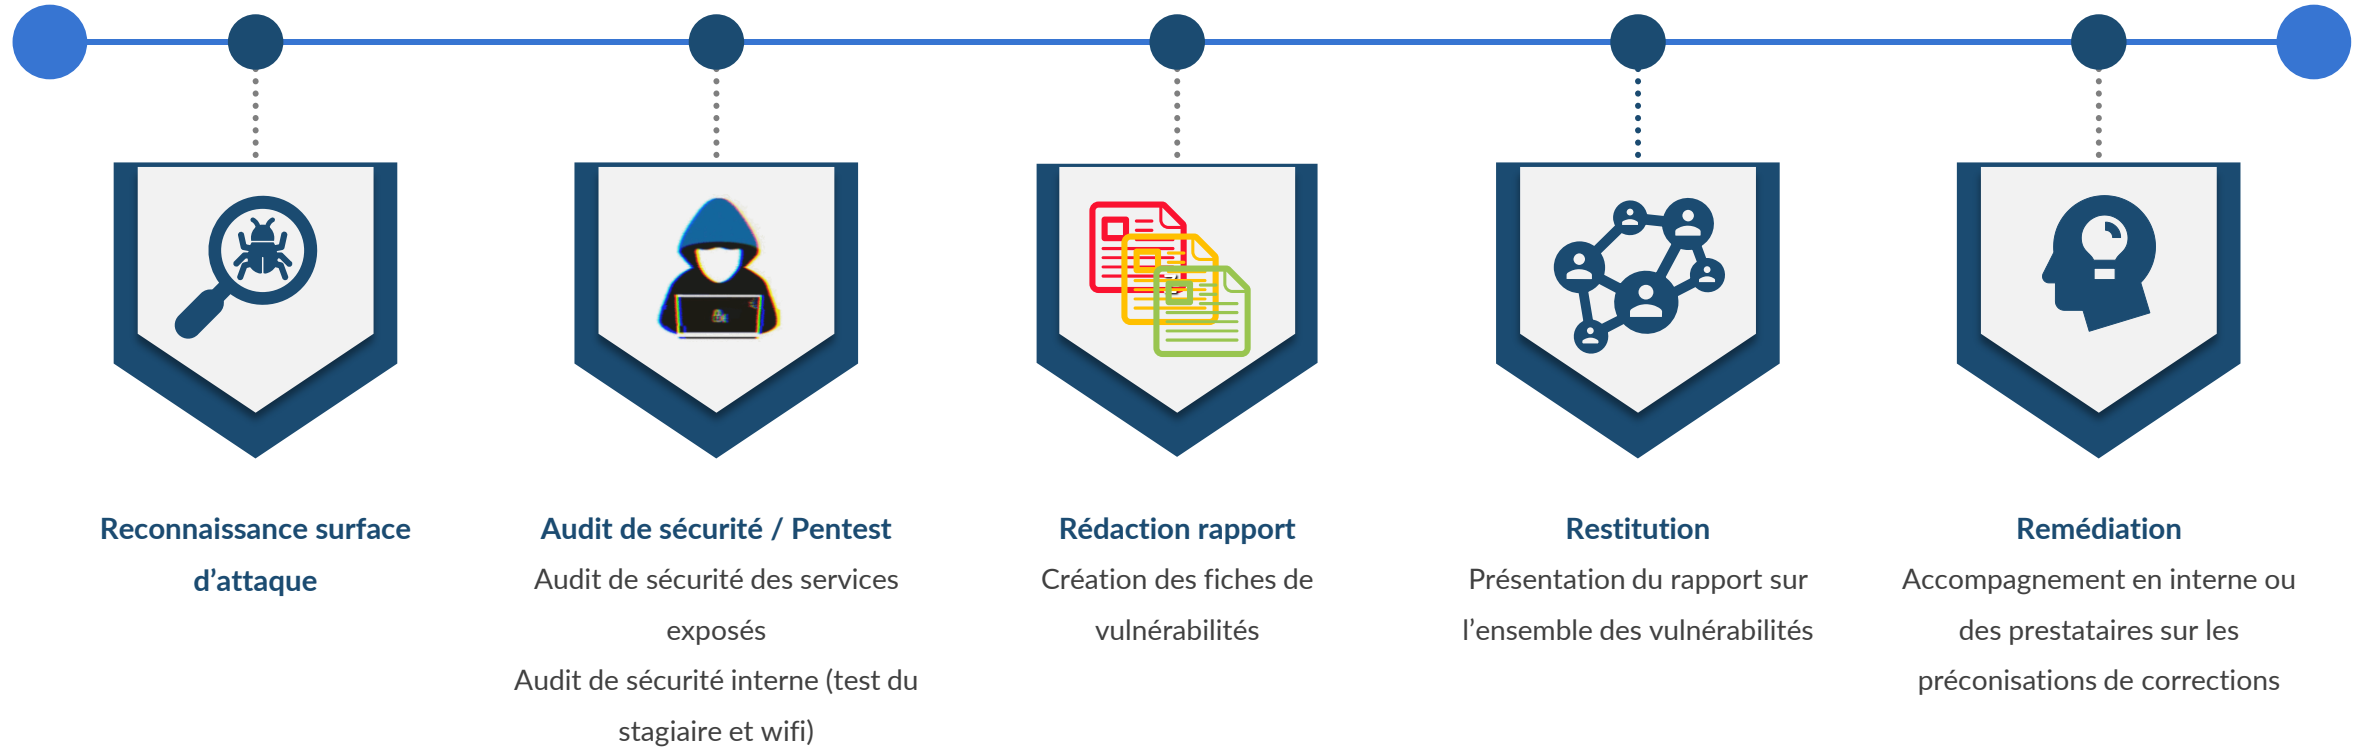 Reconnaissance surface
d’attaque
Audit de sécurité / Pentest
Audit de sécurité des services
exposés
Audit de sécurité interne (test du
stagiaire et wifi)
Rédaction rapport
Création des fiches de
vulnérabilités
Restitution
Présentation du rapport sur
l’ensemble des vulnérabilités
Remédiation
Accompagnement en interne ou
des prestataires sur les
préconisations de corrections